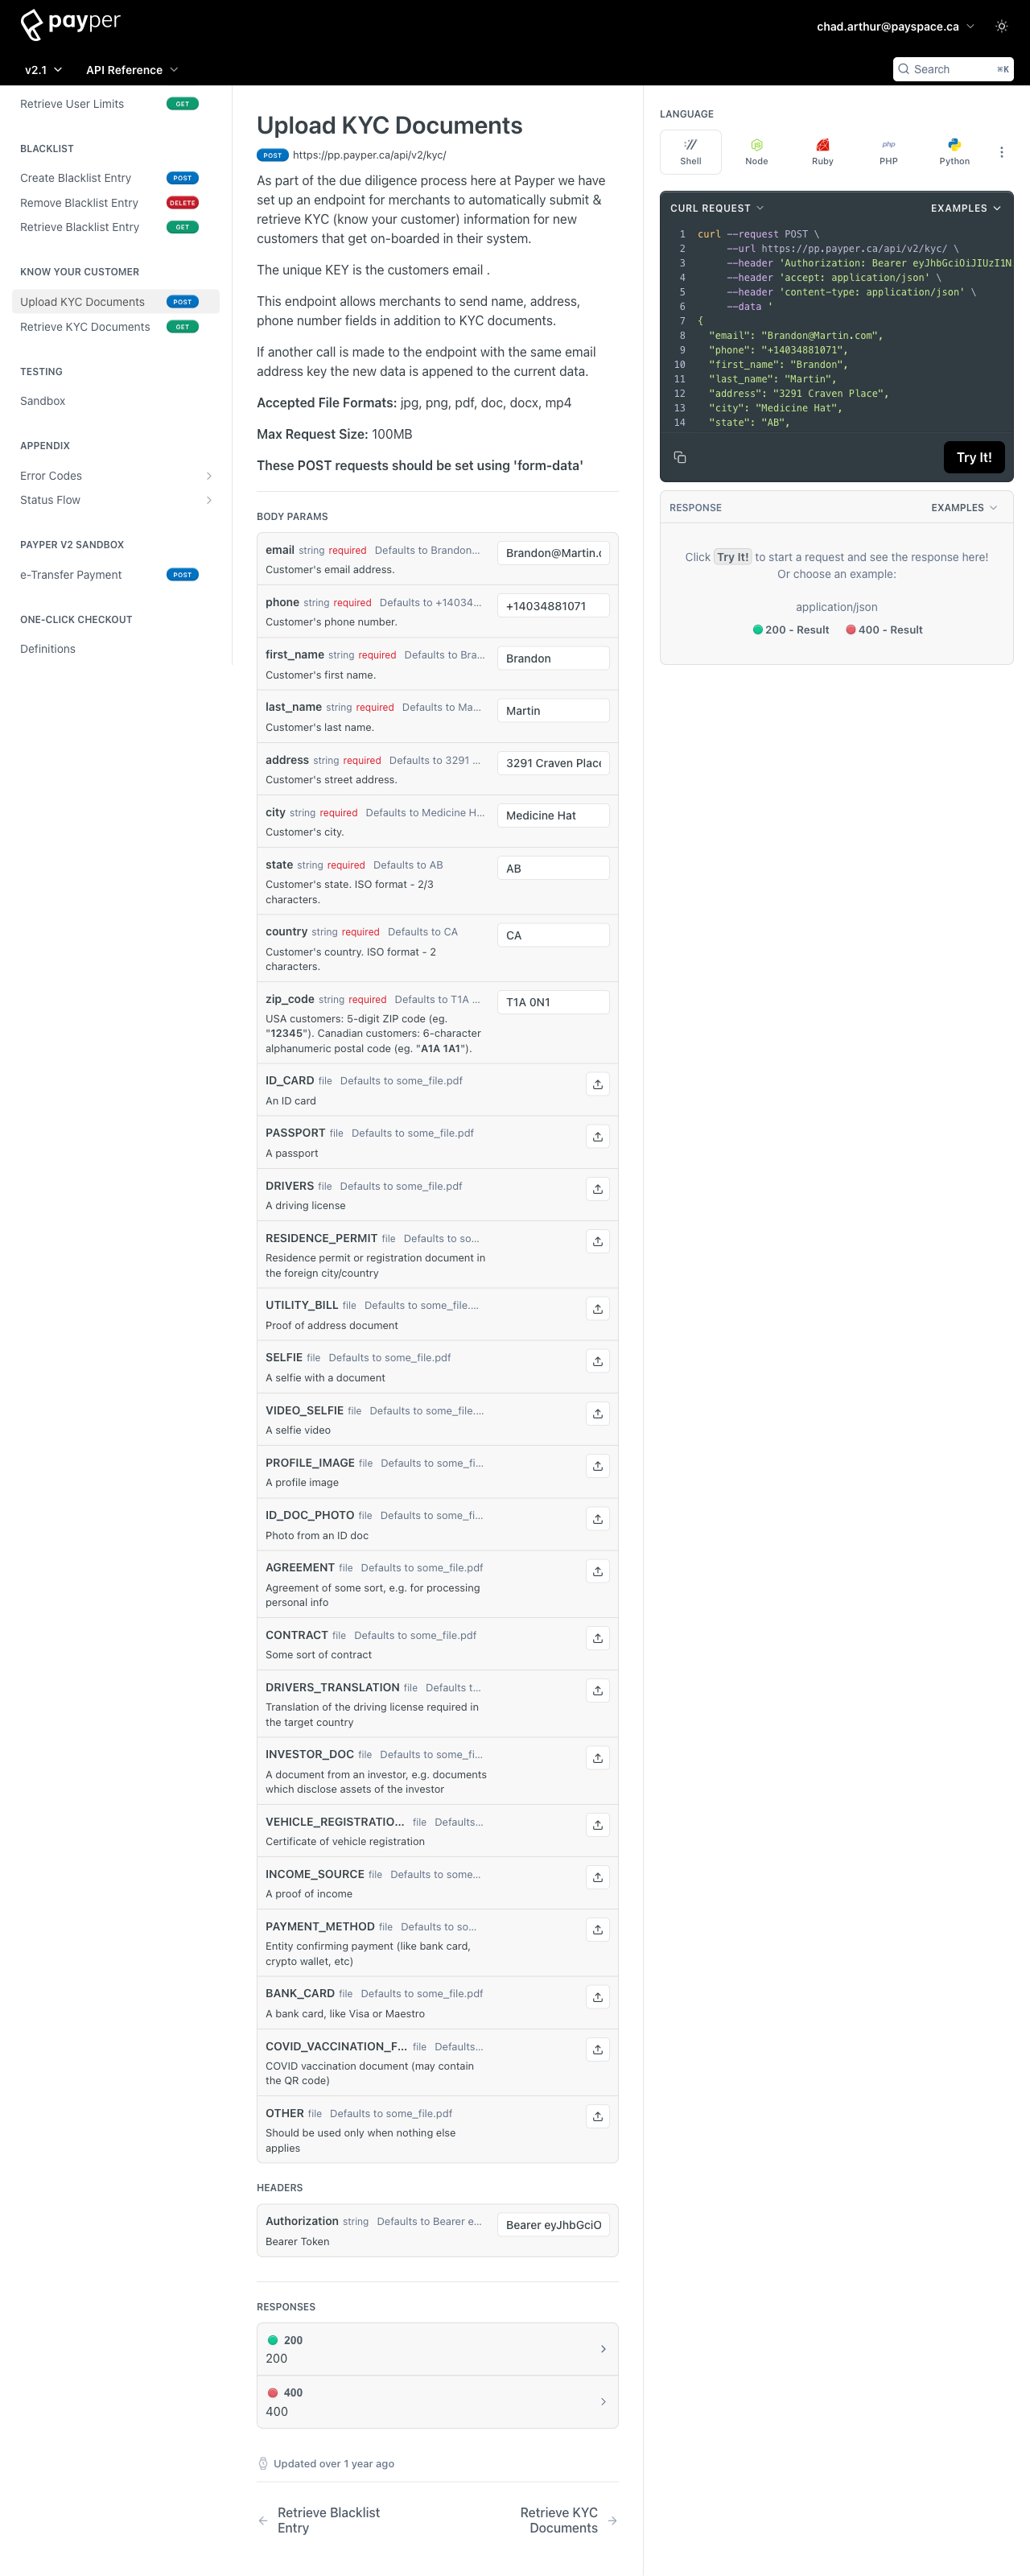 payper
chad.arthur@payspace.ca
v2.1
API Reference
Search
⌘K
Retrieve User Limits GET
BLACKLIST
Create Blacklist Entry POST
Remove Blacklist Entry DELETE
Retrieve Blacklist Entry GET
KNOW YOUR CUSTOMER
Upload KYC Documents POST
Retrieve KYC Documents GET
TESTING
Sandbox
APPENDIX
Error Codes
Status Flow
PAYPER V2 SANDBOX
e-Transfer Payment POST
ONE-CLICK CHECKOUT
Definitions
Upload KYC Documents
POST https://pp.payper.ca/api/v2/kyc/
As part of the due diligence process here at Payper we have
set up an endpoint for merchants to automatically submit &
retrieve KYC (know your customer) information for new
customers that get on-boarded in their system.
The unique KEY is the customers email .
This endpoint allows merchants to send name, address,
phone number fields in addition to KYC documents.
If another call is made to the endpoint with the same email
address key the new data is appened to the current data.
Accepted File Formats: jpg, png, pdf, doc, docx, mp4
Max Request Size: 100MB
These POST requests should be set using 'form-data'
BODY PARAMS
email string required Defaults to Brandon... Brandon@Martin.c
Customer's email address.
phone string required Defaults to +14034... +14034881071
Customer's phone number.
first_name string required Defaults to Bra... Brandon
Customer's first name.
last_name string required Defaults to Ma... Martin
Customer's last name.
address string required Defaults to 3291 ... 3291 Craven Place
Customer's street address.
city string required Defaults to Medicine H... Medicine Hat
Customer's city.
state string required Defaults to AB AB
Customer's state. ISO format - 2/3
characters.
country string required Defaults to CA CA
Customer's country. ISO format - 2
characters.
zip_code string required Defaults to T1A ... T1A 0N1
USA customers: 5-digit ZIP code (eg.
"12345"). Canadian customers: 6-character
alphanumeric postal code (eg. "A1A 1A1").
ID_CARD file Defaults to some_file.pdf
An ID card
PASSPORT file Defaults to some_file.pdf
A passport
DRIVERS file Defaults to some_file.pdf
A driving license
RESIDENCE_PERMIT file Defaults to so...
Residence permit or registration document in
the foreign city/country
UTILITY_BILL file Defaults to some_file....
Proof of address document
SELFIE file Defaults to some_file.pdf
A selfie with a document
VIDEO_SELFIE file Defaults to some_file....
A selfie video
PROFILE_IMAGE file Defaults to some_fi...
A profile image
ID_DOC_PHOTO file Defaults to some_fi...
Photo from an ID doc
AGREEMENT file Defaults to some_file.pdf
Agreement of some sort, e.g. for processing
personal info
CONTRACT file Defaults to some_file.pdf
Some sort of contract
DRIVERS_TRANSLATION file Defaults t...
Translation of the driving license required in
the target country
INVESTOR_DOC file Defaults to some_fi...
A document from an investor, e.g. documents
which disclose assets of the investor
VEHICLE_REGISTRATIO... file Defaults...
Certificate of vehicle registration
INCOME_SOURCE file Defaults to some...
A proof of income
PAYMENT_METHOD file Defaults to so...
Entity confirming payment (like bank card,
crypto wallet, etc)
BANK_CARD file Defaults to some_file.pdf
A bank card, like Visa or Maestro
COVID_VACCINATION_F... file Defaults...
COVID vaccination document (may contain
the QR code)
OTHER file Defaults to some_file.pdf
Should be used only when nothing else
applies
HEADERS
Authorization string Defaults to Bearer e... Bearer eyJhbGciO
Bearer Token
RESPONSES
200
200
400
400
Updated over 1 year ago
Retrieve Blacklist
Entry
Retrieve KYC
Documents
LANGUAGE
Shell
Node
Ruby
php
PHP
Python
CURL REQUEST
EXAMPLES
1 curl --request POST \
2 --url https://pp.payper.ca/api/v2/kyc/ \
3 --header 'Authorization: Bearer eyJhbGciOiJIUzI1N
4 --header 'accept: application/json' \
5 --header 'content-type: application/json' \
6 --data '
7 {
8 "email": "Brandon@Martin.com",
9 "phone": "+14034881071",
10 "first_name": "Brandon",
11 "last_name": "Martin",
12 "address": "3291 Craven Place",
13 "city": "Medicine Hat",
14 "state": "AB",
Try It!
RESPONSE
EXAMPLES
Click Try It! to start a request and see the response here!
Or choose an example:
application/json
200 - Result
400 - Result